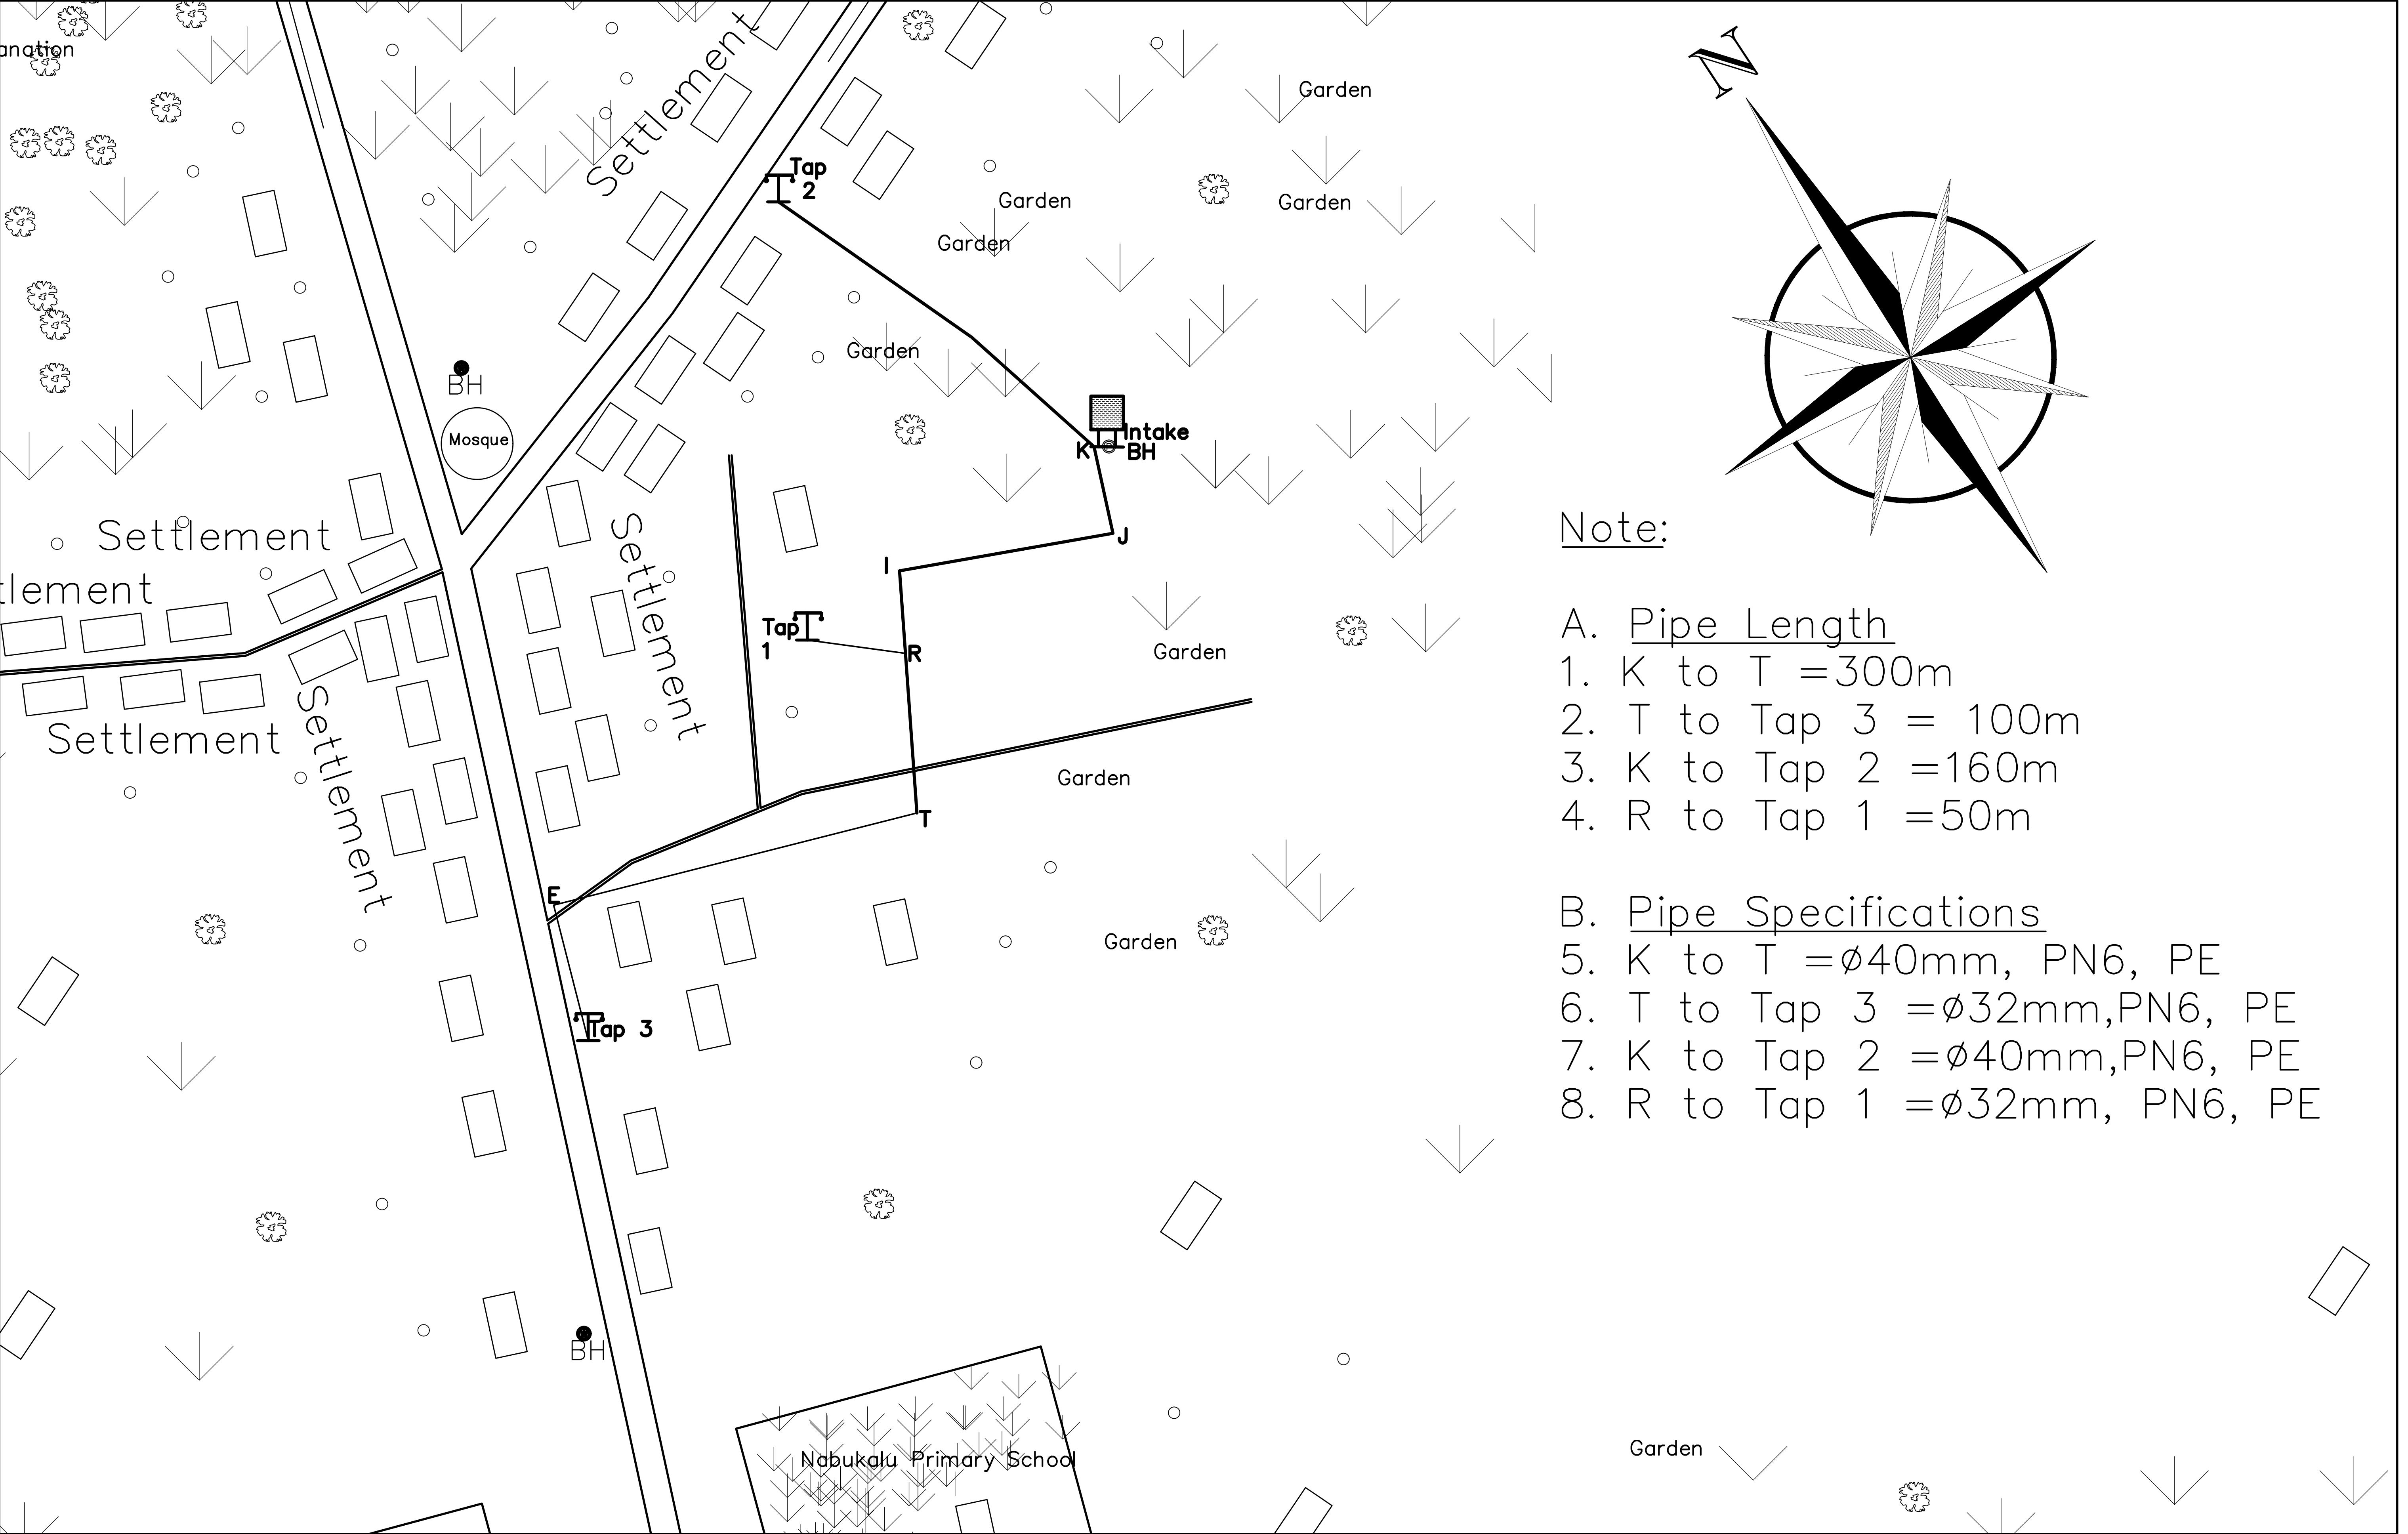 anation
Settlement
N
Garden
Tap
2
Garden
Garden
Garden
Garden
BH
Mosque
Intake
K
BH
Settlement
J
I
Settlement
tlement
Tap
1
R
Garden
Settlement
Settlement
Garden
T
E
Garden
Tap 3
BH
Nabukalu Primary School
Garden
Note:
A. Pipe Length
1. K to T =300m
2. T to Tap 3 = 100m
3. K to Tap 2 =160m
4. R to Tap 1 =50m
B. Pipe Specifications
5. K to T =ø40mm, PN6, PE
6. T to Tap 3 =ø32mm,PN6, PE
7. K to Tap 2 =ø40mm,PN6, PE
8. R to Tap 1 =ø32mm, PN6, PE